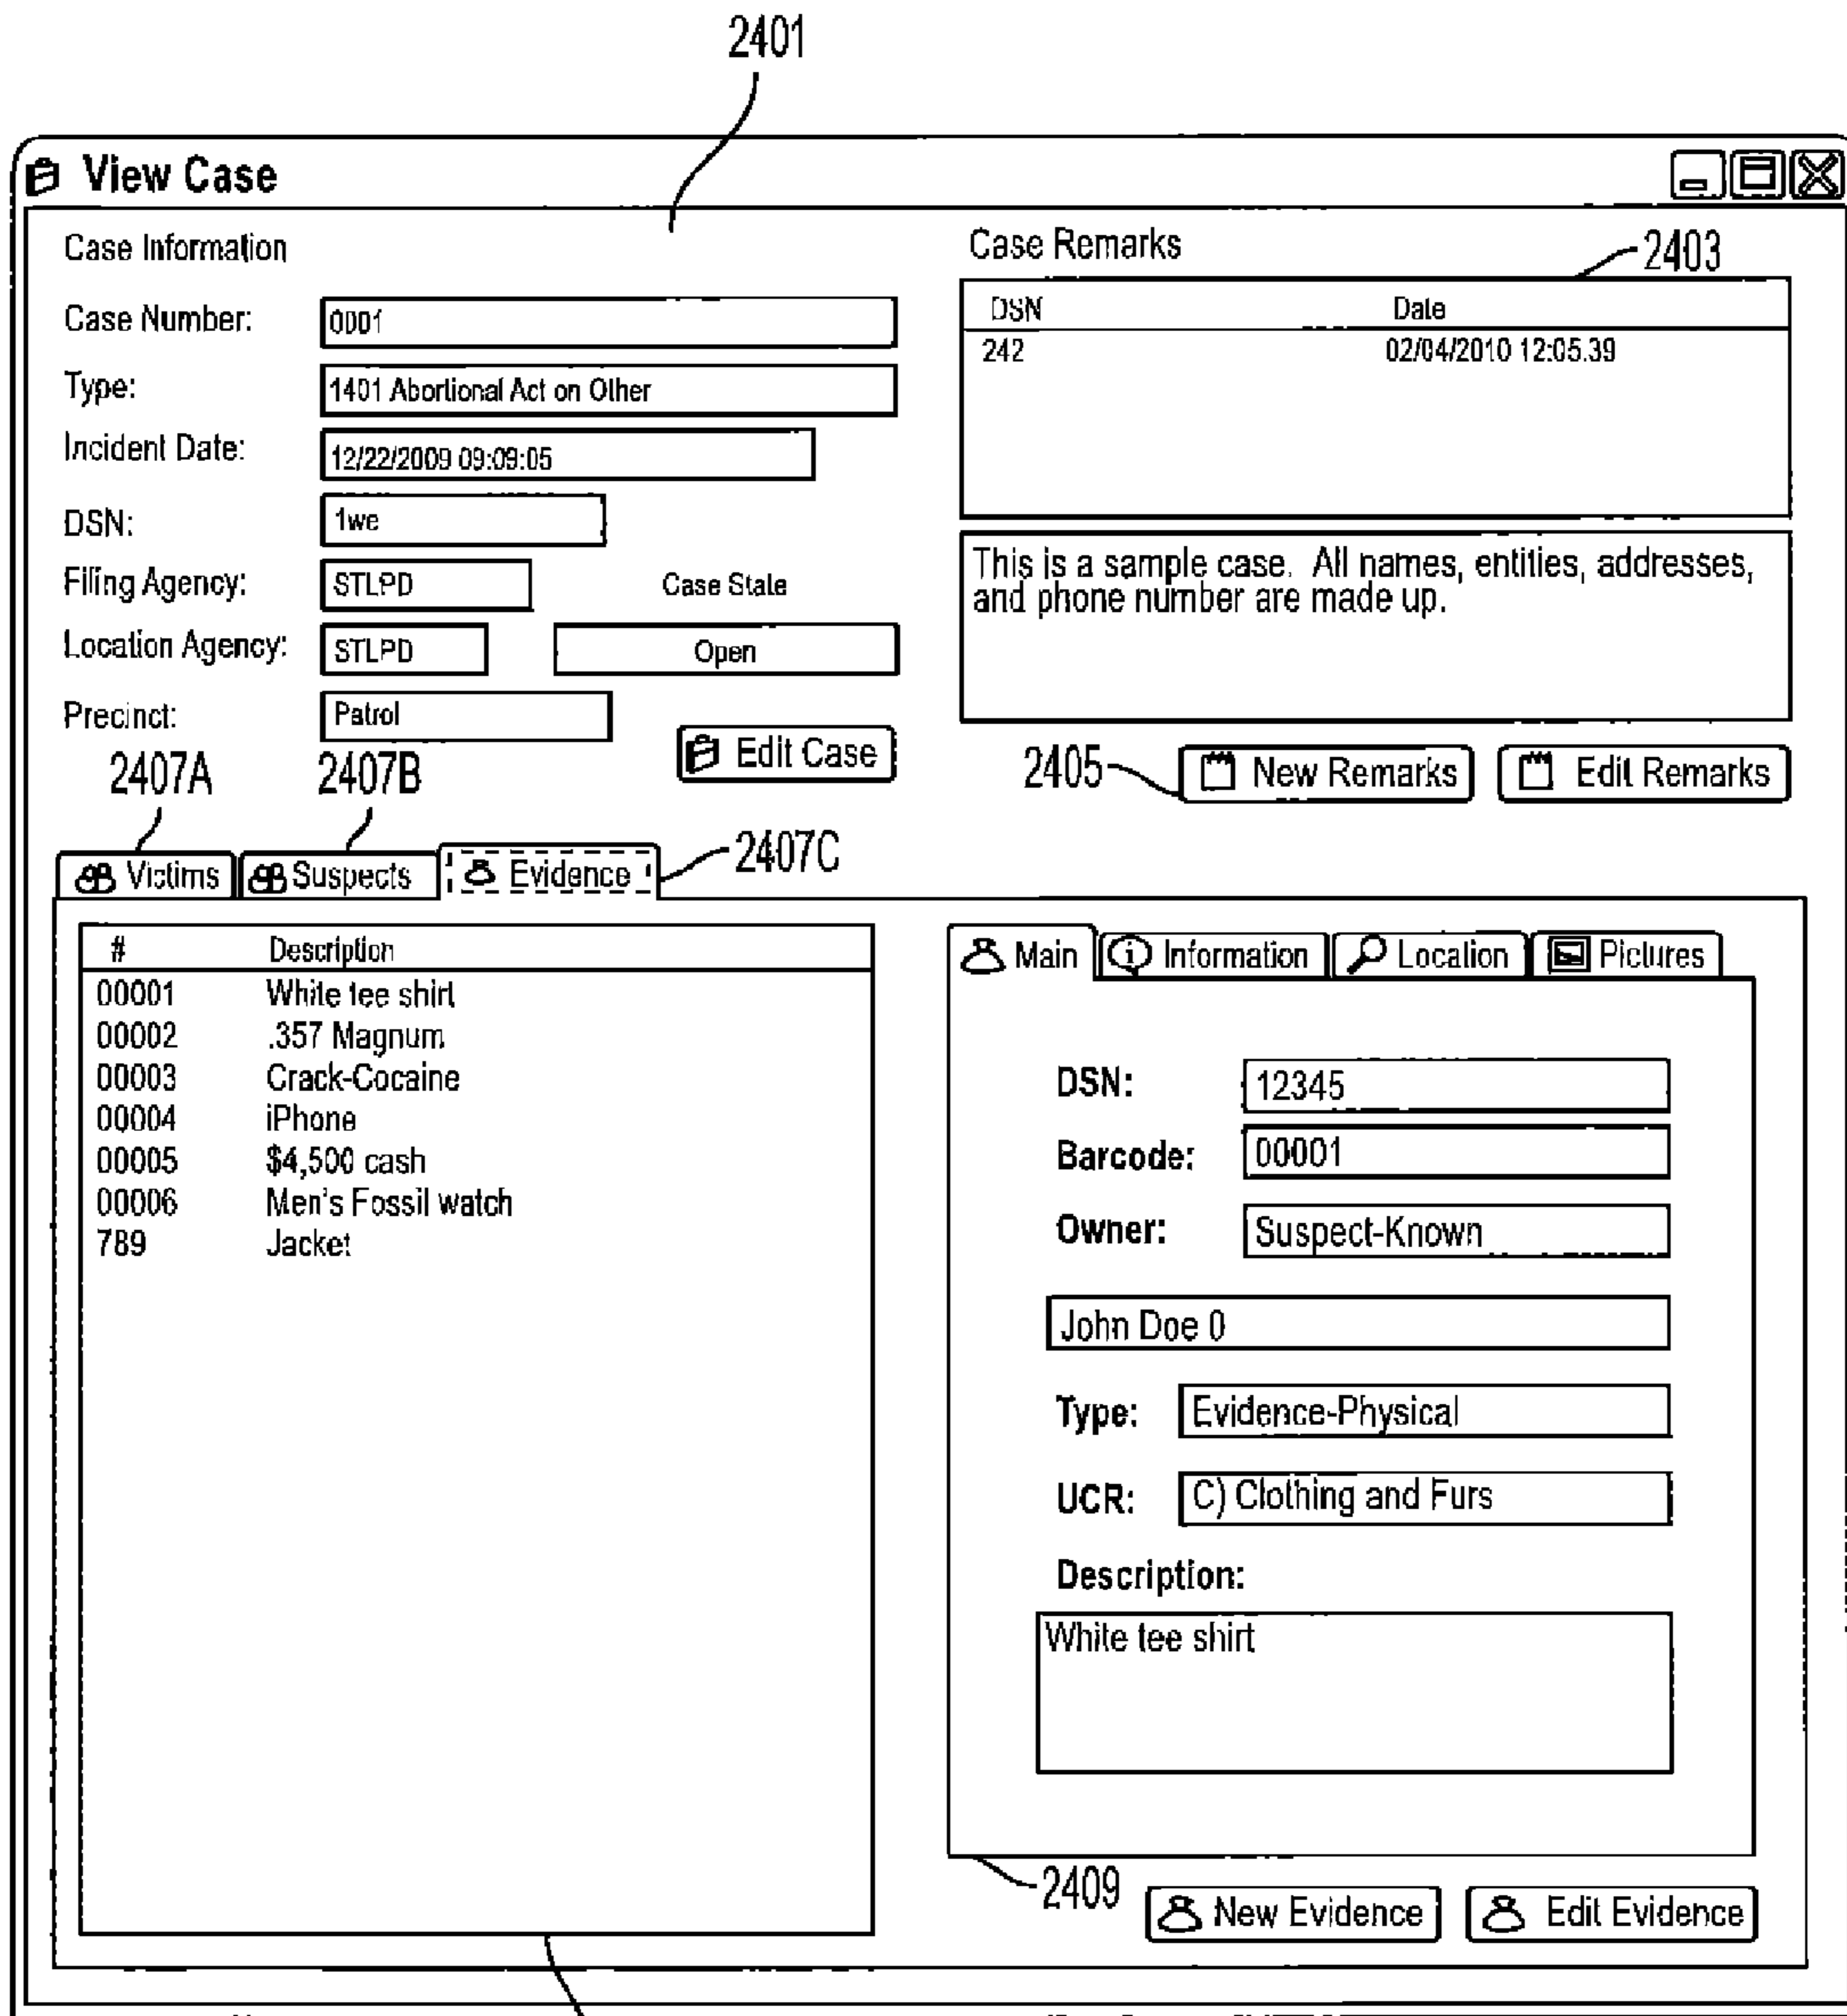 2401
View Case
Case Information
Case Number: 0001
Type: 1401 Abortional Act on Other
Incident Date: 12/22/2009 09:09:05
DSN: 1we
Filing Agency: STLPD Case State
Location Agency: STLPD Open
Precinct: Patrol
Edit Case
Case Remarks
2403
DSN Date
242 02/04/2010 12:05.39
This is a sample case. All names, entities, addresses,
and phone number are made up.
2405 New Remarks Edit Remarks
2407A 2407B
Victims Suspects Evidence 2407C
# Description
00001 White tee shirt
00002 .357 Magnum
00003 Crack-Cocaine
00004 iPhone
00005 $4,500 cash
00006 Men's Fossil watch
789 Jacket
Main Information Location Pictures
DSN: 12345
Barcode: 00001
Owner: Suspect-Known
John Doe 0
Type: Evidence-Physical
UCR: C) Clothing and Furs
Description:
White tee shirt
2409
New Evidence Edit Evidence